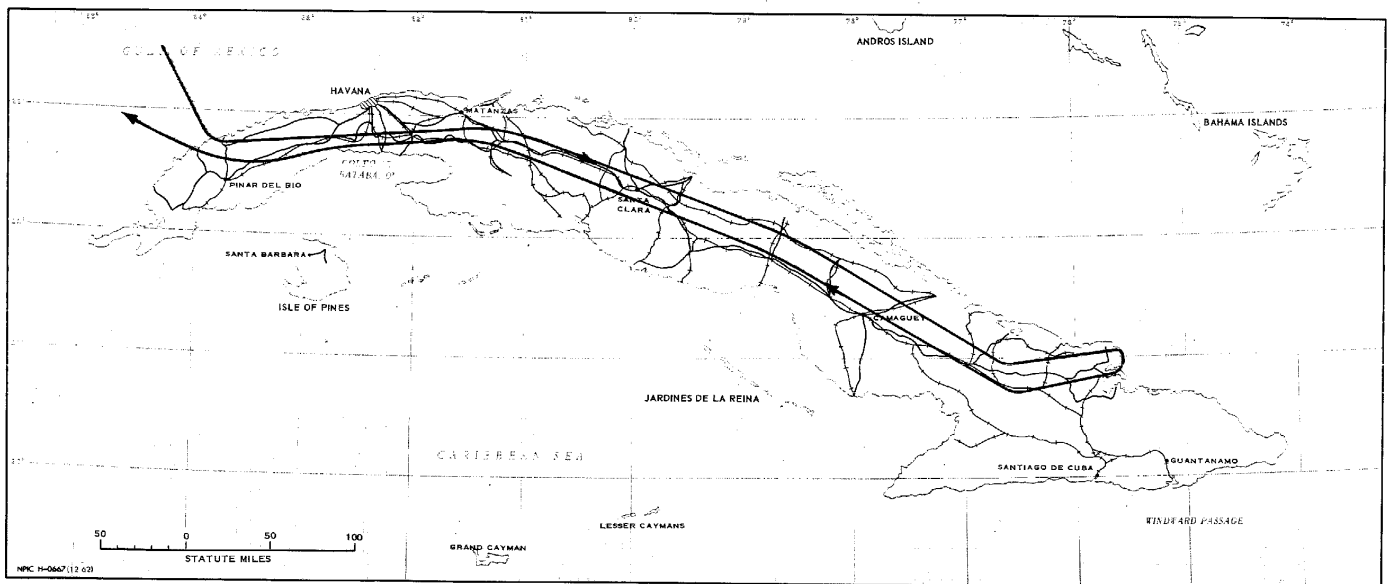 GULF OF MEXICO
ANDROS ISLAND
HAVANA
MATANZAS
BAHAMA ISLANDS
PINAR DEL RIO
SANTA
CLARA
SANTA BARBARA
ISLE OF PINES
CAMAGUEY
JARDINES DE LA REINA
CARIBBEAN SEA
SANTIAGO DE CUBA
GUANTANAMO
WINDWARD PASSAGE
LESSER CAYMANS
GRAND CAYMAN
50 0 50 100
STATUTE MILES
NPIC H-0667 (12 62)